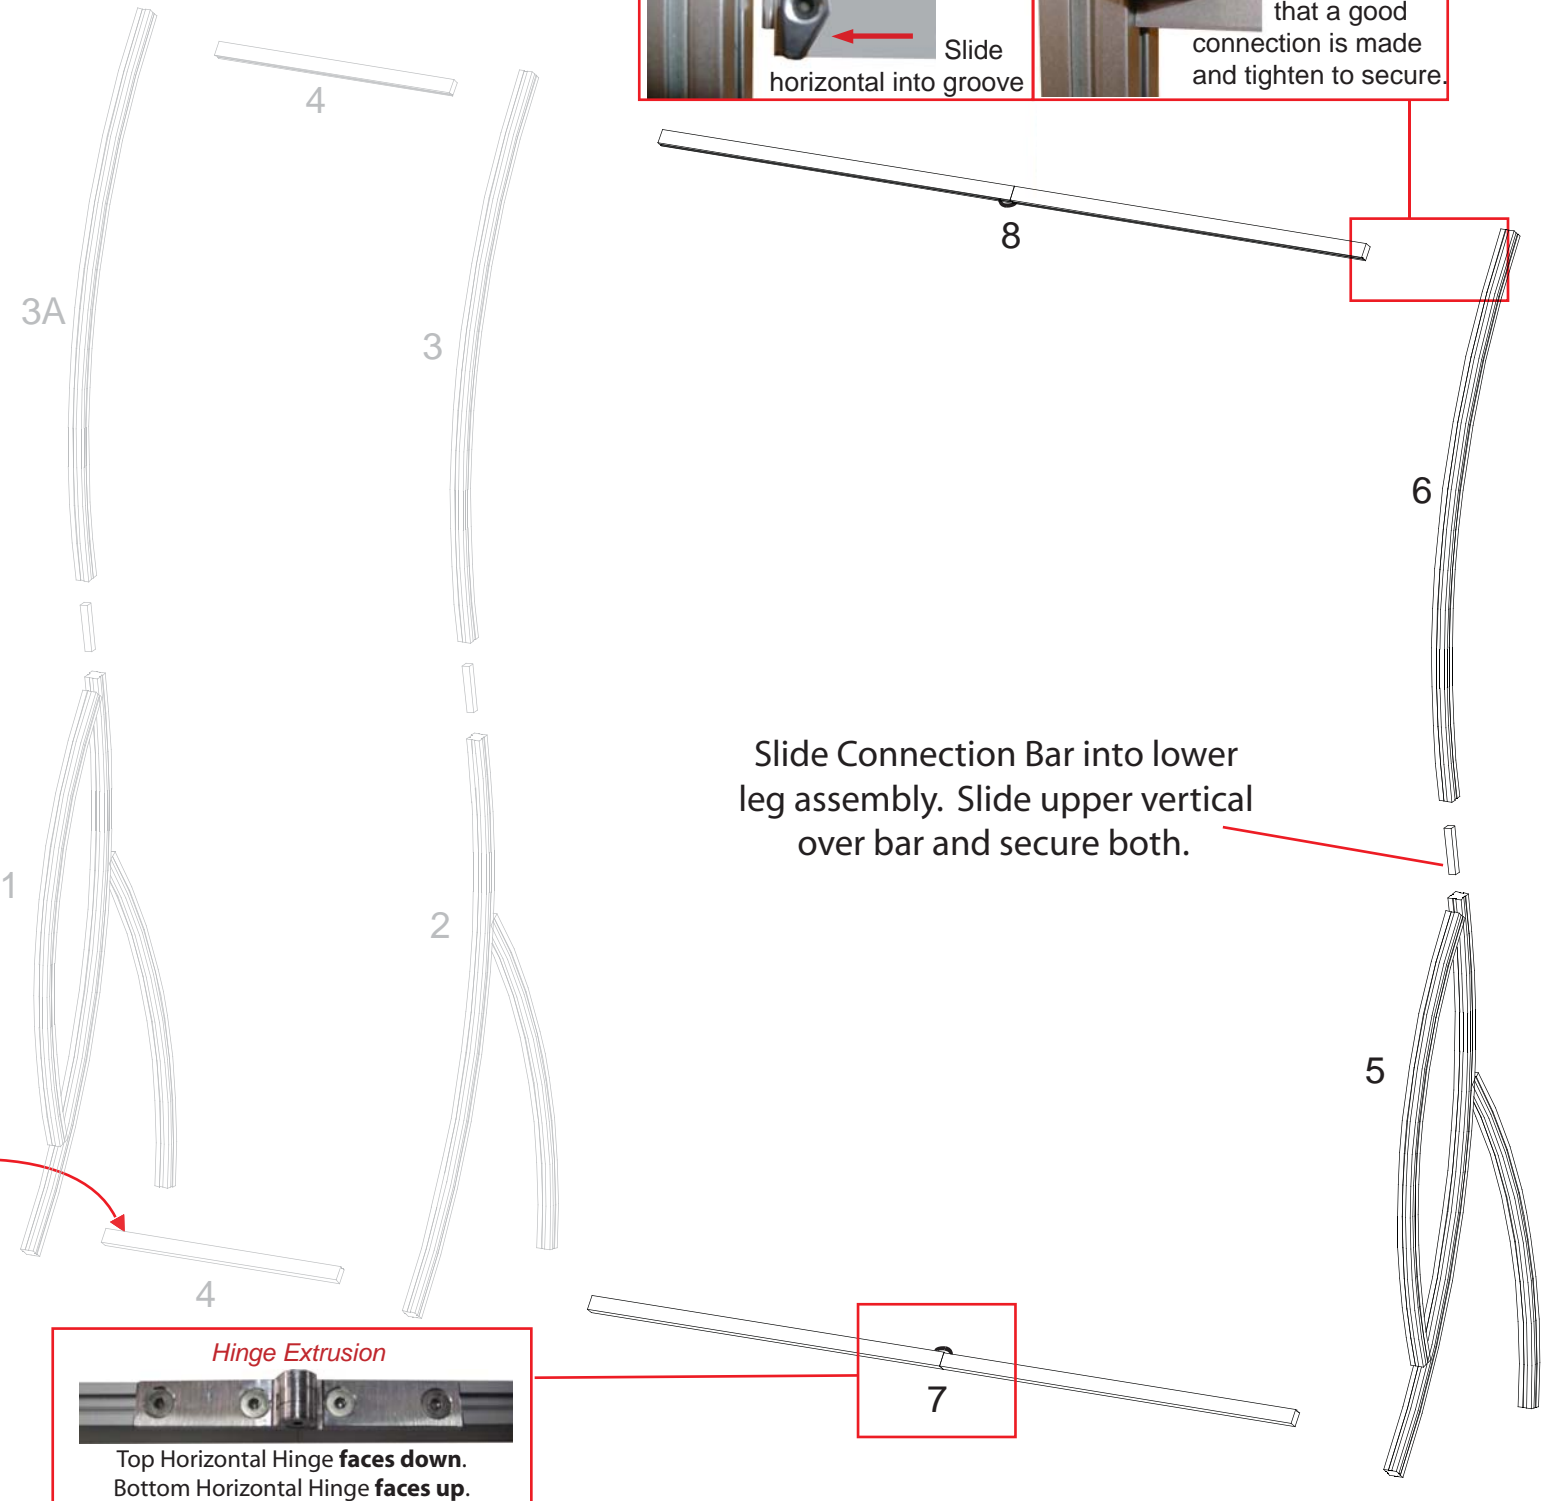 that a good
connection is made
and tighten to secure.
Slide
horizontal into groove
4
8
3A
3
6
Slide Connection Bar into lower
leg assembly.  Slide upper vertical
over bar and secure both.
1
2
5
4
7
Hinge Extrusion
Top Horizontal Hinge faces down.
Bottom Horizontal Hinge faces up.